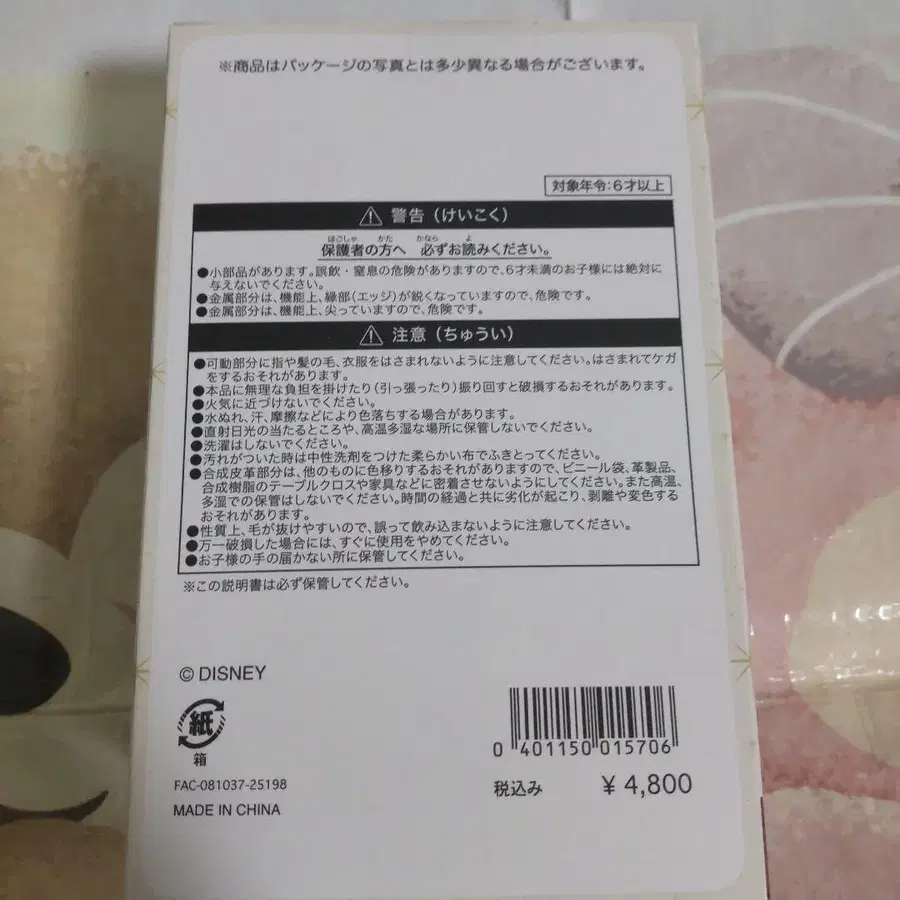 ※商品はパッケージの写真とは多少異なる場合がございます。
対象年令：6才以上
警告（けいこく）
保護者の方へ 必ずお読みください。
ほごしゃ かた かなら よ
●小部品があります。誤飲・窒息の危険がありますので、6才未満のお子様には絶対に
与えないでください。
●金属部分は、機能上、縁部（エッジ）が鋭くなっていますので、危険です。
●金属部分は、機能上、尖っていますので、危険です。
注意（ちゅうい）
●可動部分に指や髪の毛、衣服をはさまれないように注意してください。はさまれてケガ
をするおそれがあります。
●本品に無理な負担を掛けたり（引っ張ったり）振り回すと破損するおそれがあります。
●火気に近づけないでください。
●水ぬれ、汗、摩擦などにより色落ちする場合があります。
●直射日光の当たるところや、高温多湿な場所に保管しないでください。
●洗濯はしないでください。
●汚れがついた時は中性洗剤をつけた柔らかい布でふきとってください。
●合成皮革部分は、他のものに色移りするおそれがありますので、ビニール袋、革製品、
合成樹脂のテーブルクロスや家具などに密着させないようにしてください。また高温、
多湿での保管はしないでください。時間の経過と共に劣化が起こり、剥離や変色する
おそれがあります。
●性質上、毛が抜けやすいので、誤って飲み込まないように注意してください。
●万一破損した場合には、すぐに使用をやめてください。
●お子様の手の届かない所に保管してください。
※この説明書は必ず保管してください。
© DISNEY
紙
箱
FAC-081037-25198
MADE IN CHINA
0 401150 015706
税込み ¥ 4,800